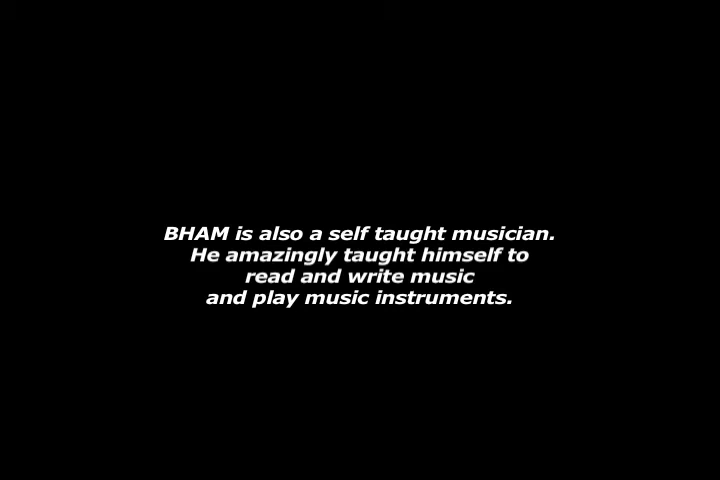 BHAM is also a self taught musician.
He amazingly taught himself to
read and write music
and play music instruments.